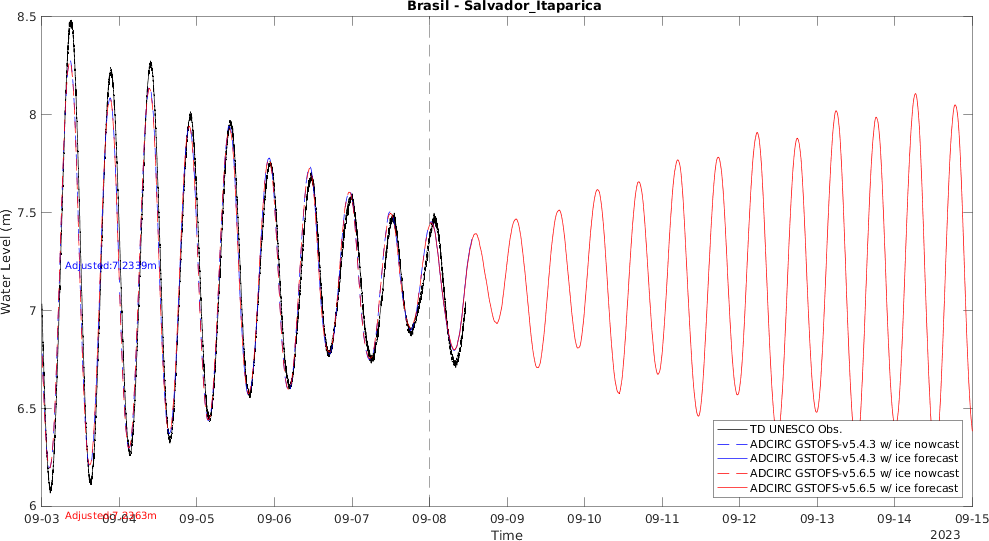 Brasil - Salvador_Itaparica
8.5
8
7.5
7
6.5
6
Water Level (m)
Adjusted:7.2339m
Adjusted:7.2363m
TD UNESCO Obs.
ADCIRC GSTOFS-v5.4.3 w/ ice nowcast
ADCIRC GSTOFS-v5.4.3 w/ ice forecast
ADCIRC GSTOFS-v5.6.5 w/ ice nowcast
ADCIRC GSTOFS-v5.6.5 w/ ice forecast
09-03 09-04 09-05 09-06 09-07 09-08 09-09 09-10 09-11 09-12 09-13 09-14 09-15
Time
2023